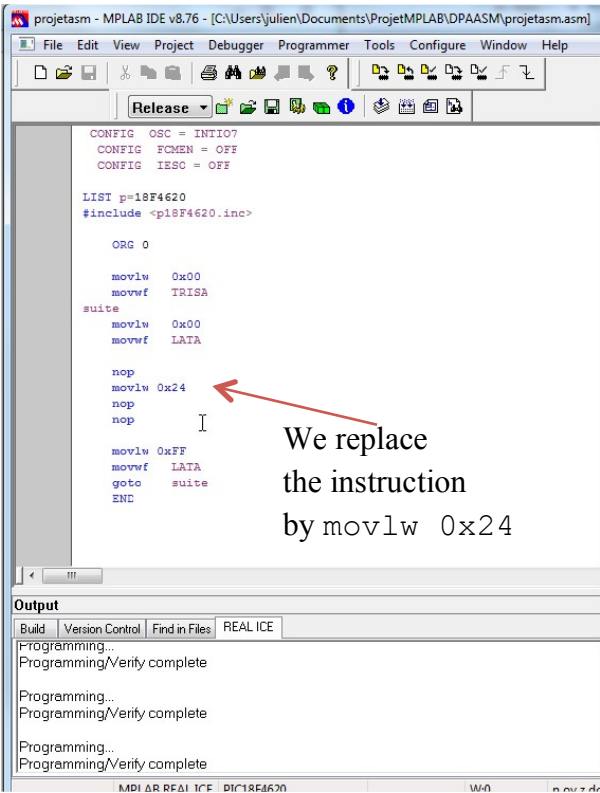 projetasm - MPLAB IDE v8.76 - [C:\Users\julien\Documents\ProjetMPLAB\DPAASM\projetasm.asm]
File Edit View Project Debugger Programmer Tools Configure Window Help
Release
CONFIG OSC = INTIO7
CONFIG FCMEN = OFF
CONFIG IESO = OFF
LIST p=18F4620
#include <p18F4620.inc>
ORG 0
movlw 0x00
movwf TRISA
suite
movlw 0x00
movwf LATA
nop
movlw 0x24
nop
nop
movlw 0xFF
movwf LATA
goto suite
END
We replace
the instruction
by movlw 0x24
Output
Build Version Control Find in Files REAL ICE
Programming...
Programming/Verify complete
Programming...
Programming/Verify complete
Programming...
Programming/Verify complete
MPLAB REAL ICE PIC18F4620 W:0 n ov z dc